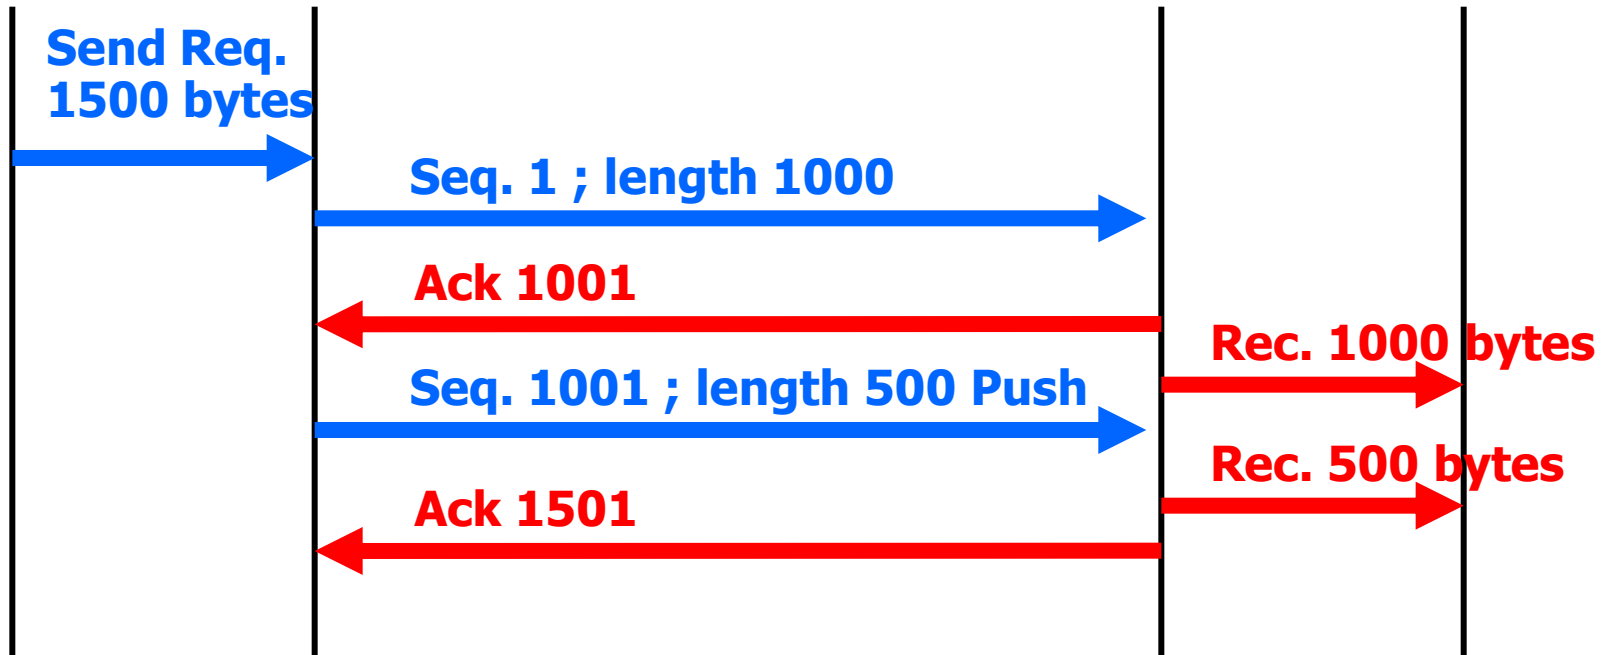 Send Req.
1500 bytes
Seq. 1 ; length 1000
Ack 1001
Rec. 1000 bytes
Seq. 1001 ; length 500 Push
Rec. 500 bytes
Ack 1501